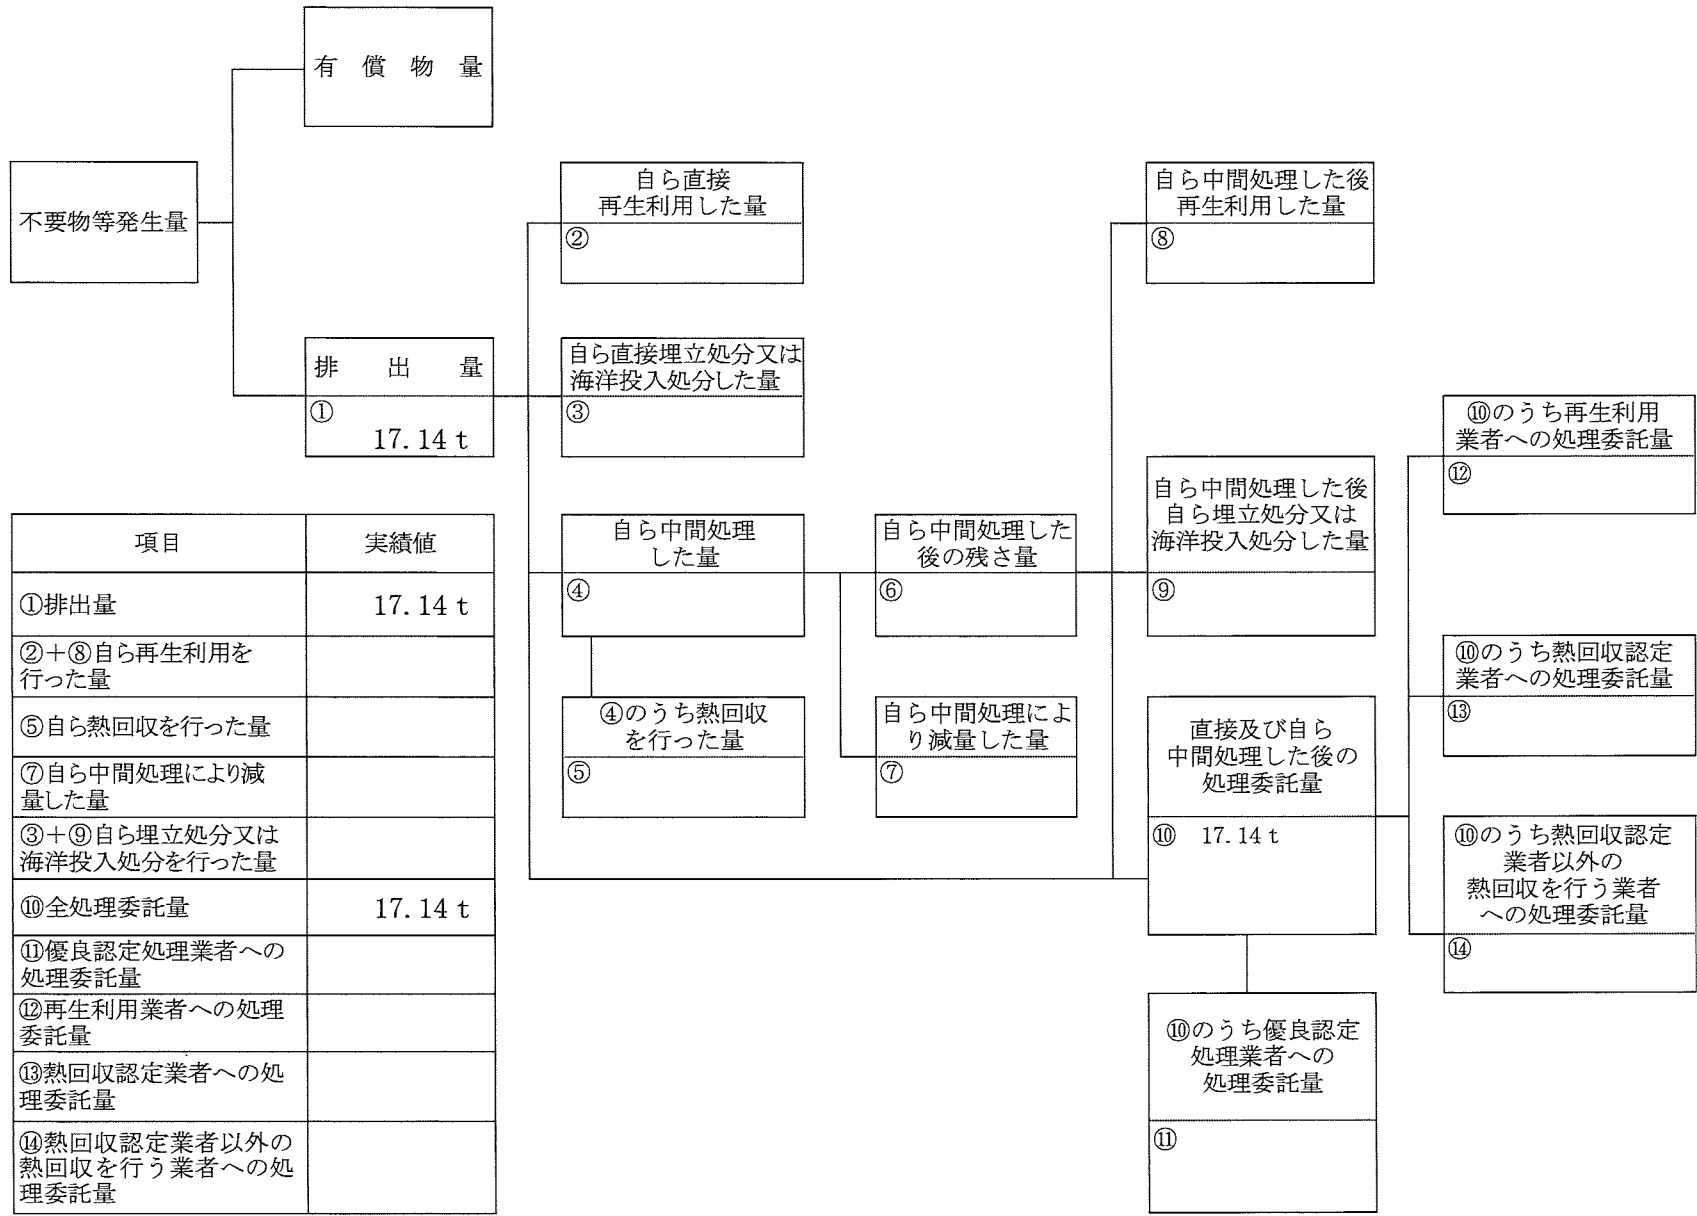 有償物量
不要物等発生量
排出量
①
17.14 t
自ら直接
再生利用した量
②
自ら直接埋立処分又は
海洋投入処分した量
③
自ら中間処理
した量
④
④のうち熱回収
を行った量
⑤
自ら中間処理した
後の残さ量
⑥
自ら中間処理によ
り減量した量
⑦
自ら中間処理した後
再生利用した量
⑧
自ら中間処理した後
自ら埋立処分又は
海洋投入処分した量
⑨
直接及び自ら
中間処理した後の
処理委託量
⑩ 17.14 t
⑩のうち優良認定
処理業者への
処理委託量
⑪
⑩のうち再生利用
業者への処理委託量
⑫
⑩のうち熱回収認定
業者への処理委託量
⑬
⑩のうち熱回収認定
業者以外の
熱回収を行う業者
への処理委託量
⑭
項目 実績値
①排出量 17.14 t
②＋⑧自ら再生利用を
行った量
⑤自ら熱回収を行った量
⑦自ら中間処理により減
量した量
③＋⑨自ら埋立処分又は
海洋投入処分を行った量
⑩全処理委託量 17.14 t
⑪優良認定処理業者への
処理委託量
⑫再生利用業者への処理
委託量
⑬熱回収認定業者への処
理委託量
⑭熱回収認定業者以外の
熱回収を行う業者への処
理委託量